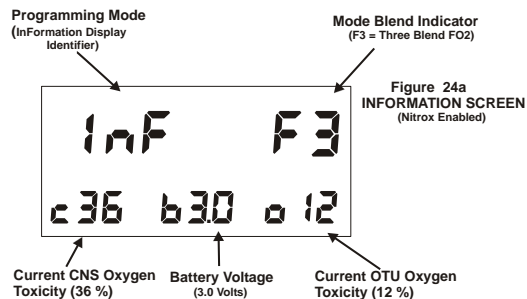 Programming Mode
(InFormation Display
Identifier)
Mode Blend Indicator
(F3 = Three Blend FO2)
Figure 24a
INFORMATION SCREEN
(Nitrox Enabled)
InF F3
c36 b3.0 o12
Current CNS Oxygen
Toxicity (36 %)
Battery Voltage
(3.0 Volts)
Current OTU Oxygen
Toxicity (12 %)